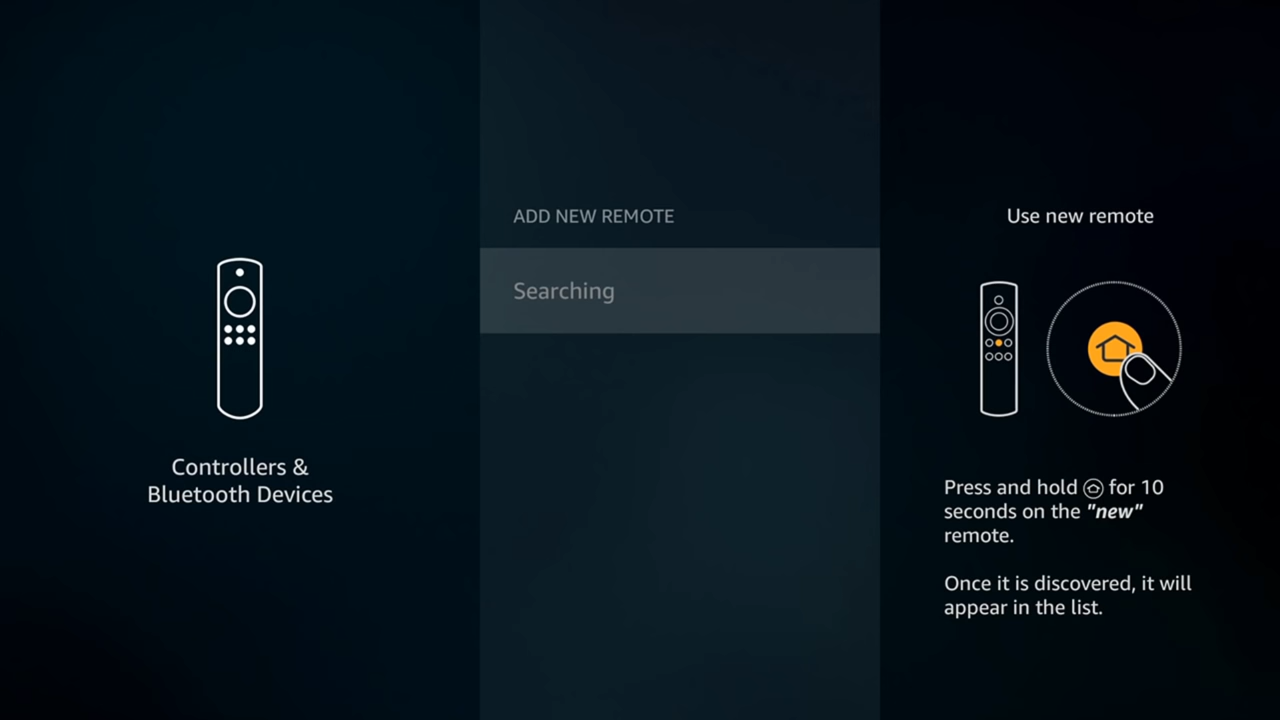 Controllers &
Bluetooth Devices
ADD NEW REMOTE
Searching
Use new remote
Press and hold for 10
seconds on the "new"
remote.
Once it is discovered, it will
appear in the list.